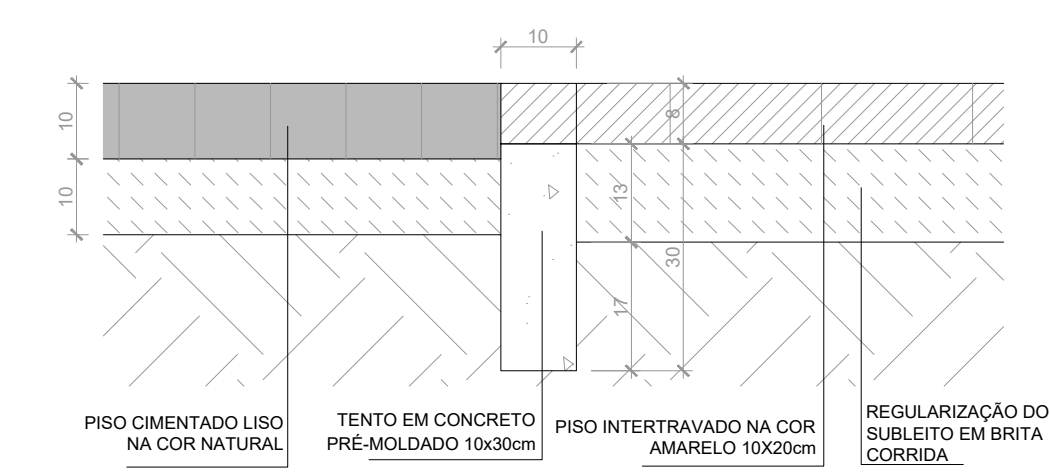 10
10
10
8
13
30
17
PISO CIMENTADO LISO
NA COR NATURAL
TENTO EM CONCRETO
PRÉ-MOLDADO 10x30cm
PISO INTERTRAVADO NA COR
AMARELO 10X20cm
REGULARIZAÇÃO DO
SUBLEITO EM BRITA
CORRIDA